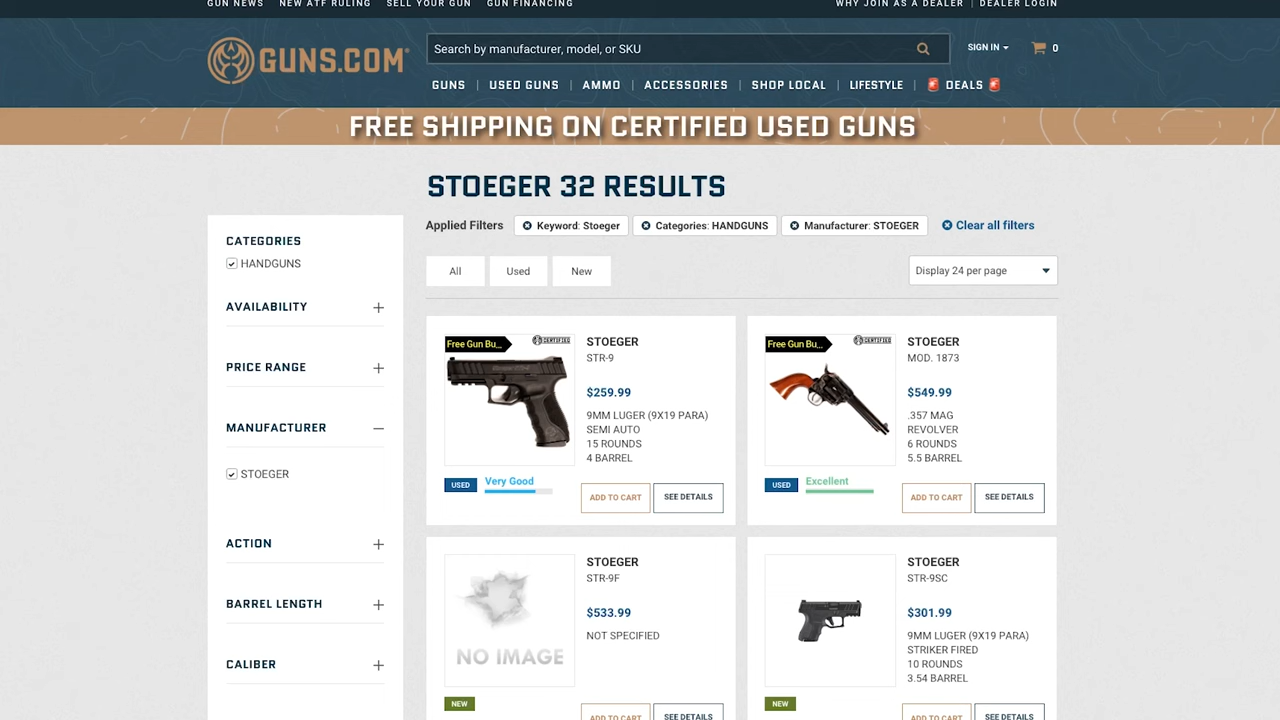 GUN NEWS NEW ATF RULING SELL YOUR GUN GUN FINANCING WHY JOIN AS A DEALER | DEALER LOGIN
GUNS.COM
Search by manufacturer, model, or SKU
SIGN IN
0
GUNS | USED GUNS | AMMO | ACCESSORIES | SHOP LOCAL | LIFESTYLE | DEALS
FREE SHIPPING ON CERTIFIED USED GUNS
STOEGER 32 RESULTS
Applied Filters Keyword: Stoeger Categories: HANDGUNS Manufacturer: STOEGER Clear all filters
All Used New
Display 24 per page
CATEGORIES
HANDGUNS
AVAILABILITY
PRICE RANGE
MANUFACTURER
STOEGER
ACTION
BARREL LENGTH
CALIBER
Free Gun Bu...
CERTIFIED
STOEGER
STR-9
$259.99
9MM LUGER (9X19 PARA)
SEMI AUTO
15 ROUNDS
4 BARREL
USED
Very Good
ADD TO CART
SEE DETAILS
Free Gun Bu...
CERTIFIED
STOEGER
MOD. 1873
$549.99
.357 MAG
REVOLVER
6 ROUNDS
5.5 BARREL
USED
Excellent
ADD TO CART
SEE DETAILS
NO IMAGE
STOEGER
STR-9F
$533.99
NOT SPECIFIED
NEW
ADD TO CART
SEE DETAILS
STOEGER
STR-9SC
$301.99
9MM LUGER (9X19 PARA)
STRIKER FIRED
10 ROUNDS
3.54 BARREL
NEW
ADD TO CART
SEE DETAILS